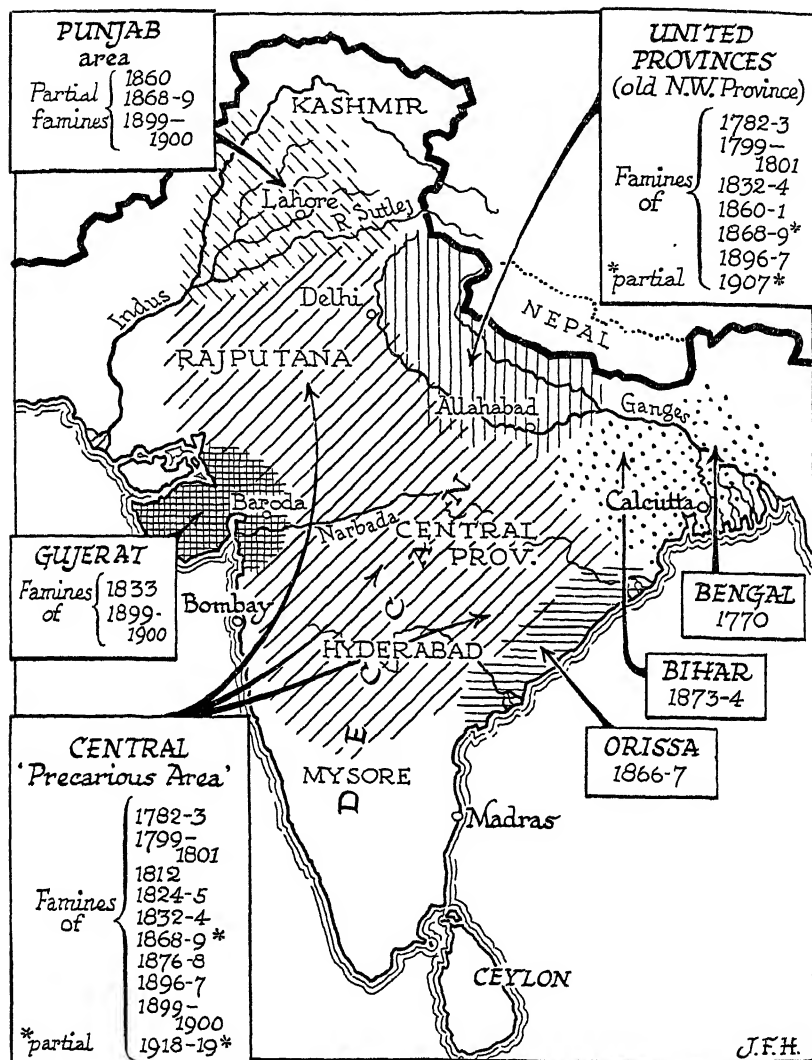 PUNJAB
area
Partial famines
1860
1868-9
1899-
1900
UNITED
PROVINCES
(old N.W. Province)
Famines of
1782-3
1799-
1801
1832-4
1860-1
1868-9*
1896-7
1907*
*partial
KASHMIR
Lahore
R. Sutlej
Indus
Delhi
NEPAL
RAJPUTANA
Allahabad
Ganges
Baroda
Narbada
Calcutta
CENTRAL
PROV.
GUJERAT
Famines of
1833
1899-
1900
Bombay
HYDERABAD
DECCAN
BENGAL
1770
BIHAR
1873-4
ORISSA
1866-7
MYSORE
Madras
CENTRAL
'Precarious Area'
Famines of
1782-3
1799-
1801
1812
1824-5
1832-4
1868-9*
1876-8
1896-7
1899-
1900
1918-19*
*partial
CEYLON
J.F.H.